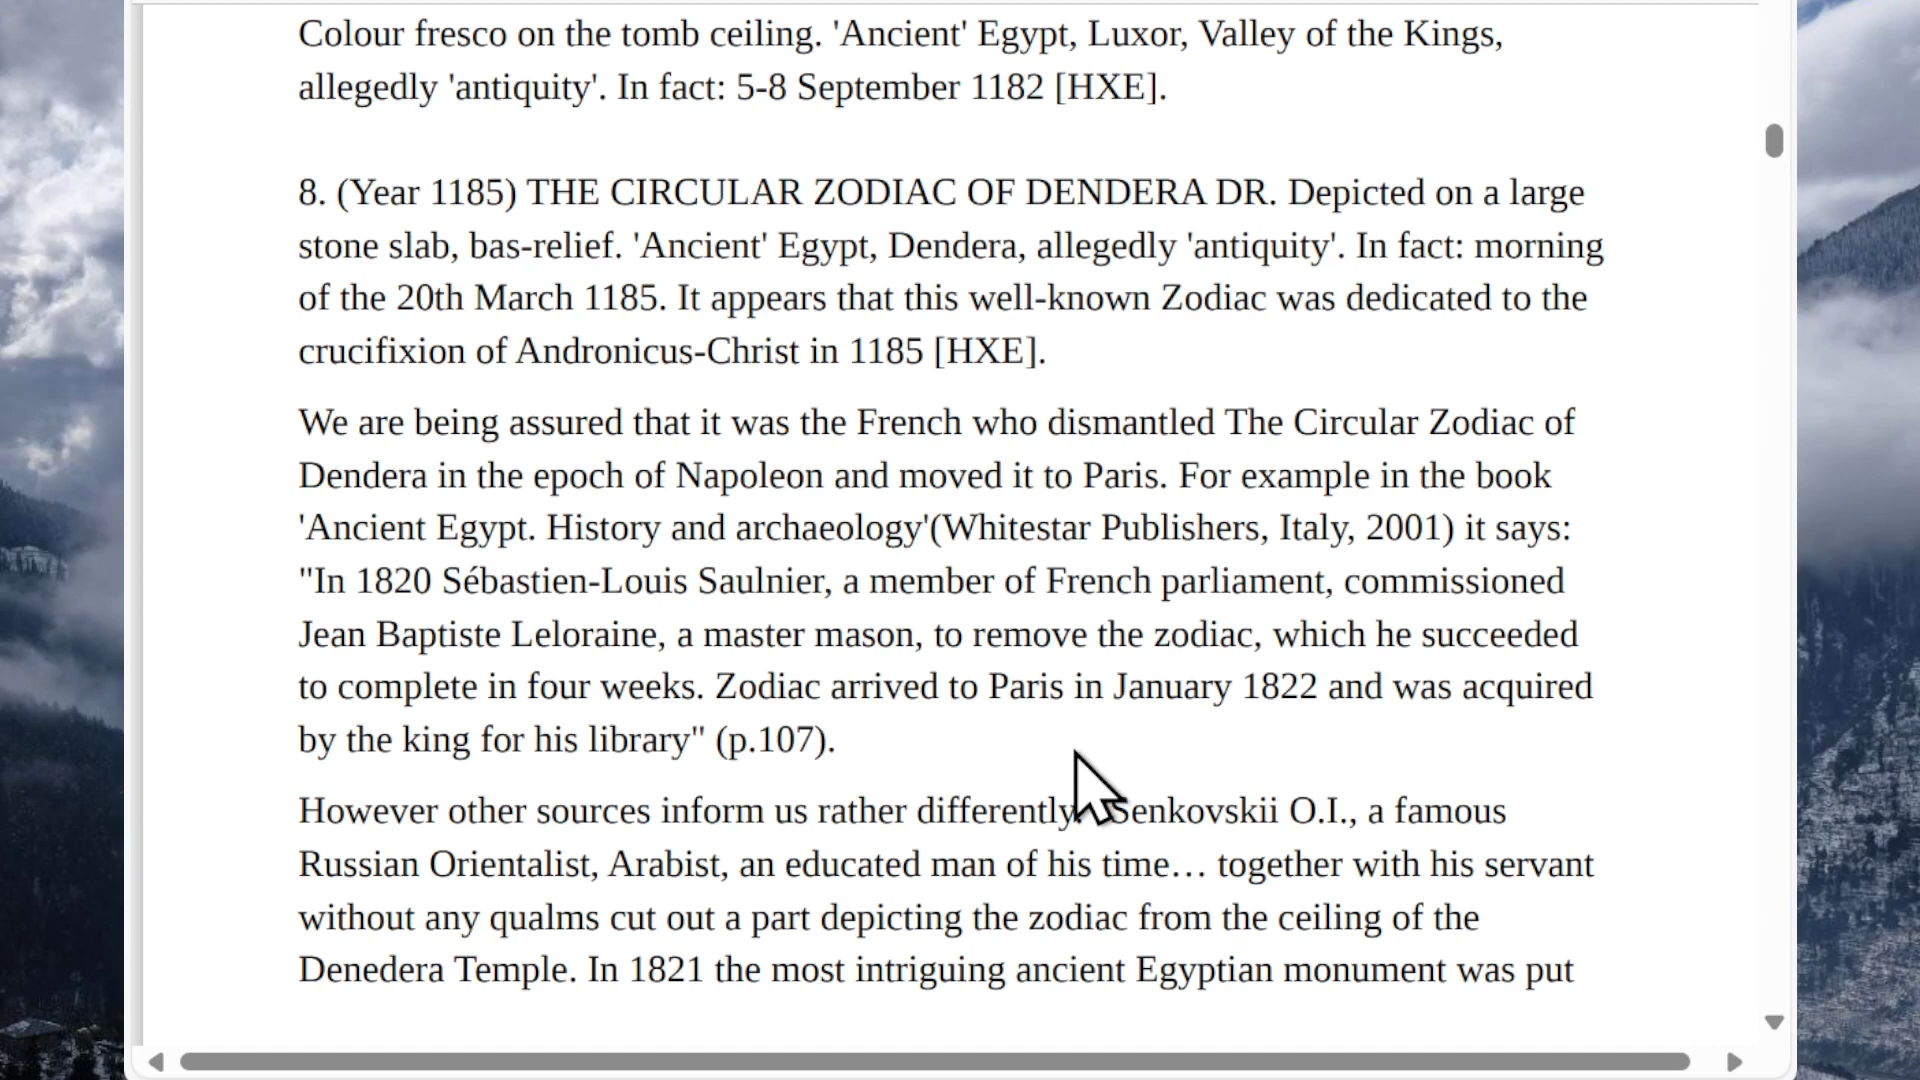 Colour fresco on the tomb ceiling. 'Ancient' Egypt, Luxor, Valley of the Kings,
allegedly 'antiquity'. In fact: 5-8 September 1182 [HXE].
8. (Year 1185) THE CIRCULAR ZODIAC OF DENDERA DR. Depicted on a large
stone slab, bas-relief. 'Ancient' Egypt, Dendera, allegedly 'antiquity'. In fact: morning
of the 20th March 1185. It appears that this well-known Zodiac was dedicated to the
crucifixion of Andronicus-Christ in 1185 [HXE].
We are being assured that it was the French who dismantled The Circular Zodiac of
Dendera in the epoch of Napoleon and moved it to Paris. For example in the book
'Ancient Egypt. History and archaeology'(Whitestar Publishers, Italy, 2001) it says:
"In 1820 Sébastien-Louis Saulnier, a member of French parliament, commissioned
Jean Baptiste Leloraine, a master mason, to remove the zodiac, which he succeeded
to complete in four weeks. Zodiac arrived to Paris in January 1822 and was acquired
by the king for his library" (p.107).
However other sources inform us rather differently. Senkovskii O.I., a famous
Russian Orientalist, Arabist, an educated man of his time… together with his servant
without any qualms cut out a part depicting the zodiac from the ceiling of the
Denedera Temple. In 1821 the most intriguing ancient Egyptian monument was put